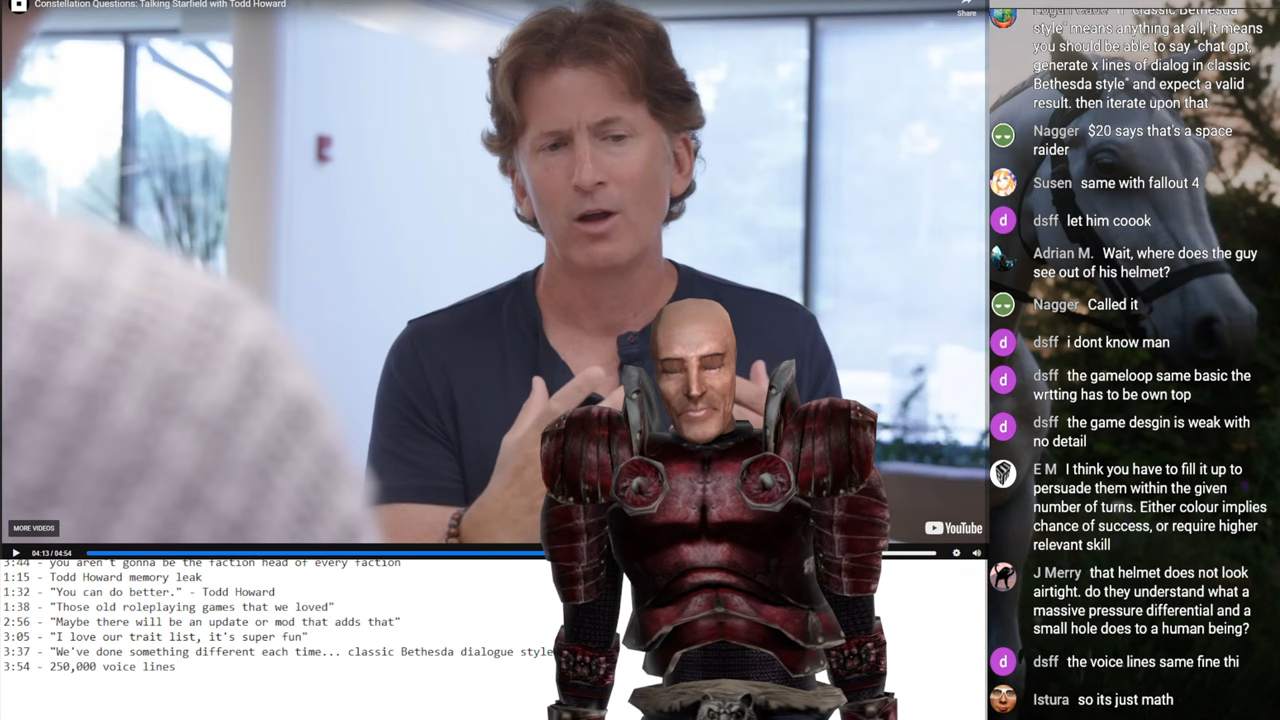 Constellation Questions: Talking Starfield with Todd Howard
Share
MORE VIDEOS
YouTube
04:13 / 04:54
3:44 - you aren't gonna be the faction head of every faction
1:15 - Todd Howard memory leak
1:32 - "You can do better." - Todd Howard
1:38 - "Those old roleplaying games that we loved"
2:56 - "Maybe there will be an update or mod that adds that"
3:05 - "I love our trait list, it's super fun"
3:37 - "We've done something different each time... classic Bethesda dialogue style
3:54 - 250,000 voice lines
"classic Bethesda
style" means anything at all, it means
you should be able to say "chat gpt,
generate x lines of dialog in classic
Bethesda style" and expect a valid
result. then iterate upon that
Nagger $20 says that's a space
raider
Susen same with fallout 4
d dsff let him coook
Adrian M. Wait, where does the guy
see out of his helmet?
Nagger Called it
d dsff i dont know man
d dsff the gameloop same basic the
wrtting has to be own top
d dsff the game desgin is weak with
no detail
E M I think you have to fill it up to
persuade them within the given
number of turns. Either colour implies
chance of success, or require higher
relevant skill
J Merry that helmet does not look
airtight. do they understand what a
massive pressure differential and a
small hole does to a human being?
d dsff the voice lines same fine thi
Istura so its just math